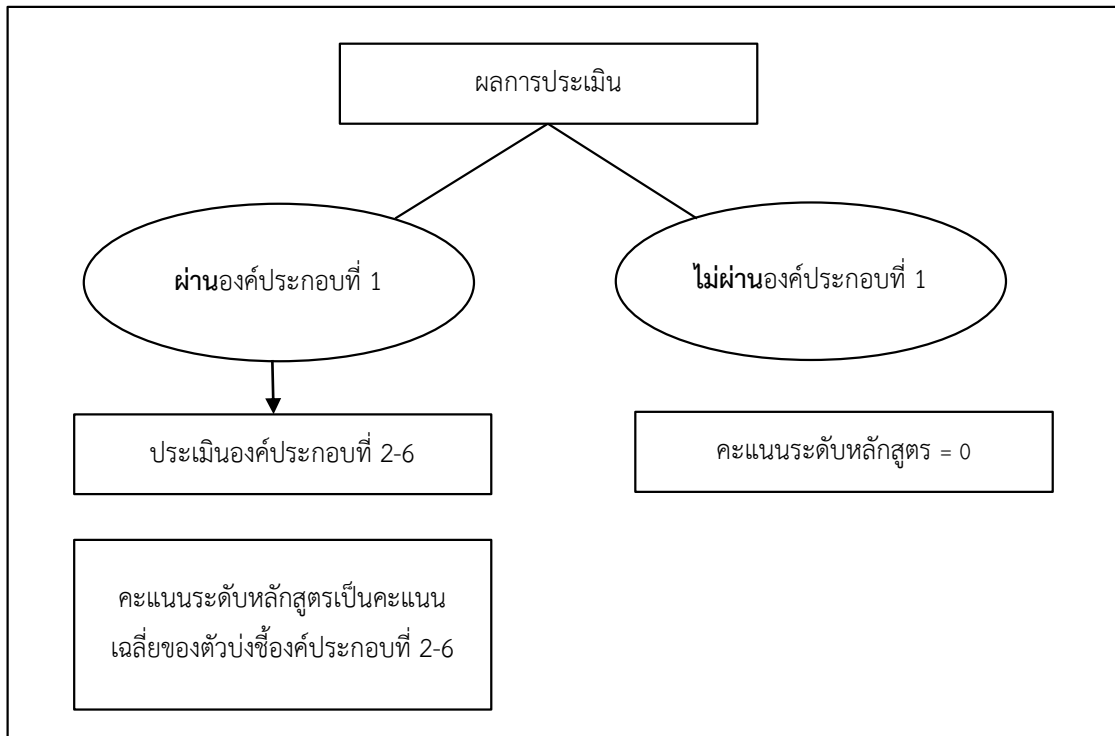 ผลการประเมิน
ผ่านองค์ประกอบที่ 1
ไม่ผ่านองค์ประกอบที่ 1
ประเมินองค์ประกอบที่ 2-6
คะแนนระดับหลักสูตร = 0
คะแนนระดับหลักสูตรเป็นคะแนน
เฉลี่ยของตัวบ่งชี้องค์ประกอบที่ 2-6